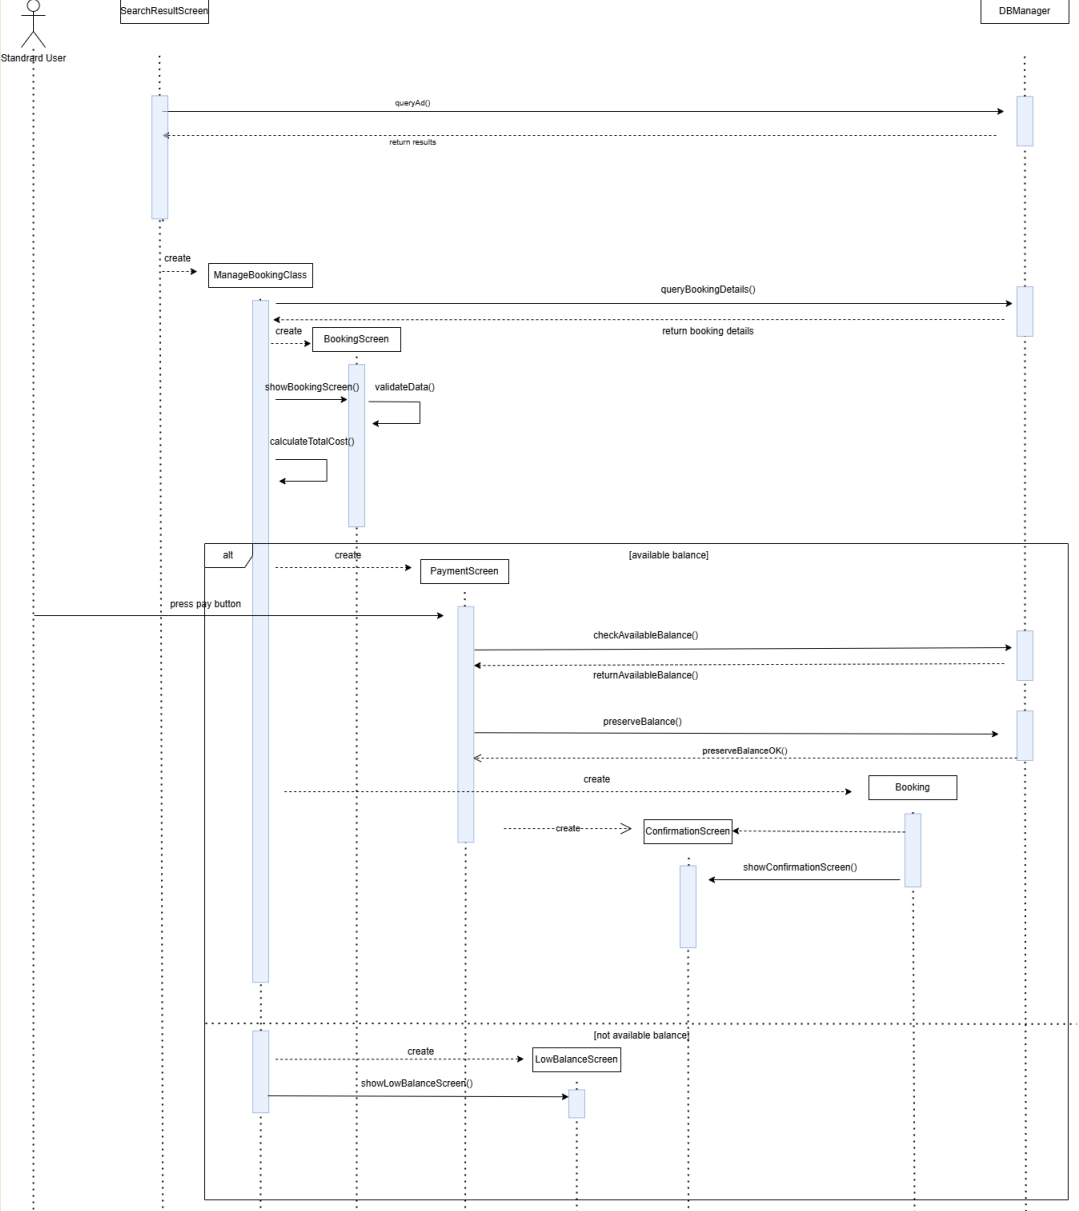 SearchResultScreen
DBManager
Standrard User
queryAd()
return results
create
ManageBookingClass
queryBookingDetails()
return booking details
create
BookingScreen
showBookingScreen()
validateData()
calculateTotalCost()
alt
create
[available balance]
PaymentScreen
press pay button
checkAvailableBalance()
returnAvailableBalance()
preserveBalance()
preserveBalanceOK()
create
Booking
create
ConfirmationScreen
showConfirmationScreen()
[not available balance]
create
LowBalanceScreen
showLowBalanceScreen()